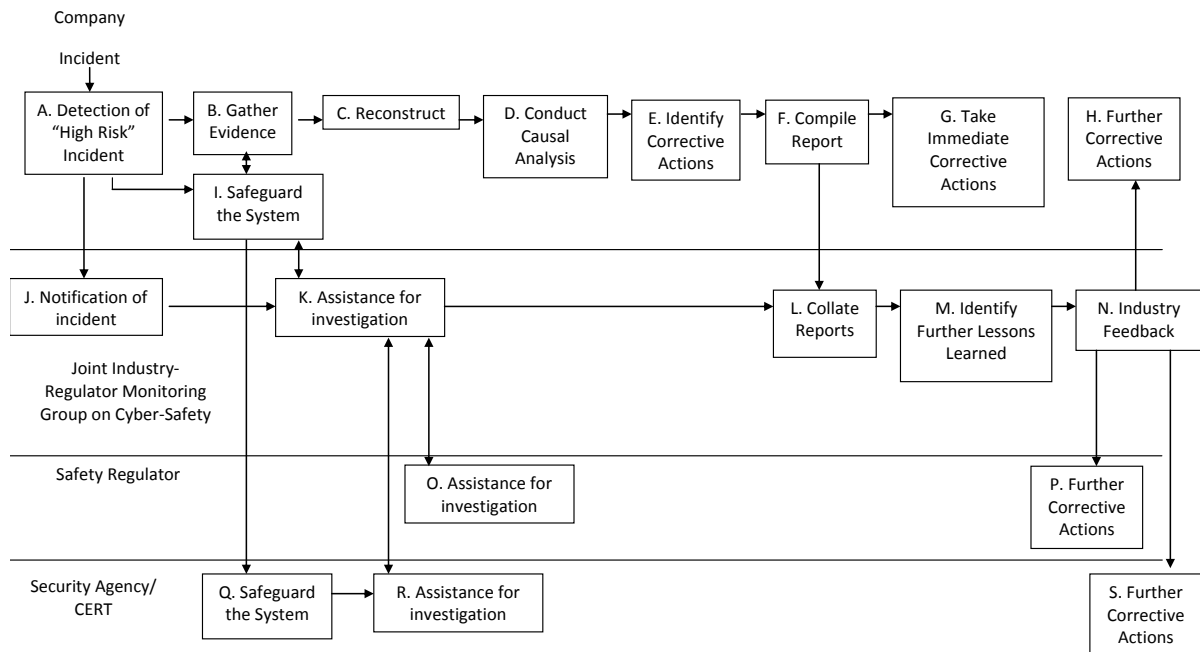 Company
Incident
A. Detection of
“High Risk”
Incident
B. Gather
Evidence
C. Reconstruct
D. Conduct
Causal
Analysis
E. Identify
Corrective
Actions
F. Compile
Report
G. Take
Immediate
Corrective
Actions
H. Further
Corrective
Actions
I. Safeguard
the System
J. Notification of
incident
K. Assistance for
investigation
L. Collate
Reports
M. Identify
Further Lessons
Learned
N. Industry
Feedback
Joint Industry-
Regulator Monitoring
Group on Cyber-Safety
Safety Regulator
O. Assistance for
investigation
P. Further
Corrective
Actions
Security Agency/
CERT
Q. Safeguard
the System
R. Assistance for
investigation
S. Further
Corrective
Actions